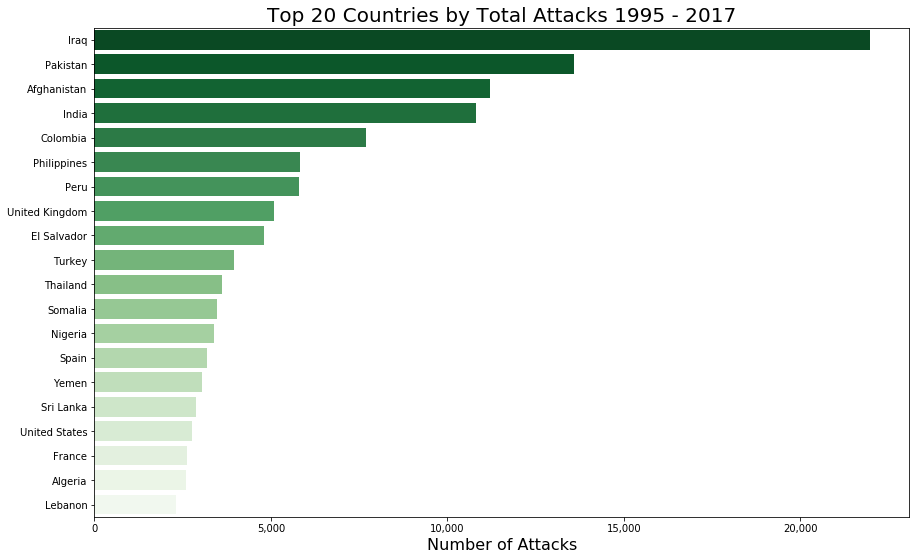 Top 20 Countries by Total Attacks 1995 - 2017
Iraq
Pakistan
Afghanistan
India
Colombia
Philippines
Peru
United Kingdom
El Salvador
Turkey
Thailand
Somalia
Nigeria
Spain
Yemen
Sri Lanka
United States
France
Algeria
Lebanon
0 5,000 10,000 15,000 20,000
Number of Attacks